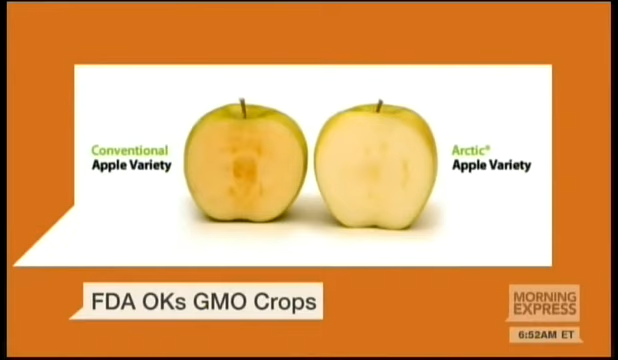 Conventional
Apple Variety
Arctic®
Apple Variety
FDA OKs GMO Crops
MORNING
EXPRESS
6:52AM ET